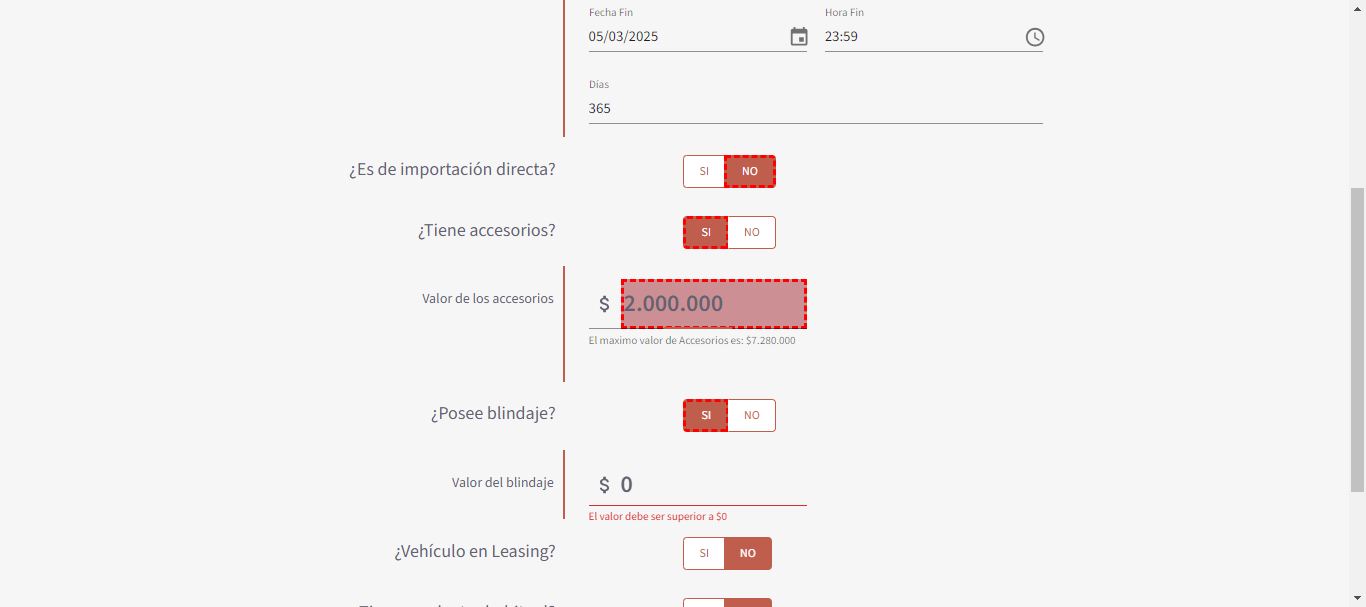 Fecha Fin Hora Fin
05/03/2025 23:59
Días
365
¿Es de importación directa? SI NO
¿Tiene accesorios? SI NO
Valor de los accesorios $ 2.000.000
El maximo valor de Accesorios es: $7.280.000
¿Posee blindaje? SI NO
Valor del blindaje $ 0
El valor debe ser superior a $0
¿Vehículo en Leasing? SI NO